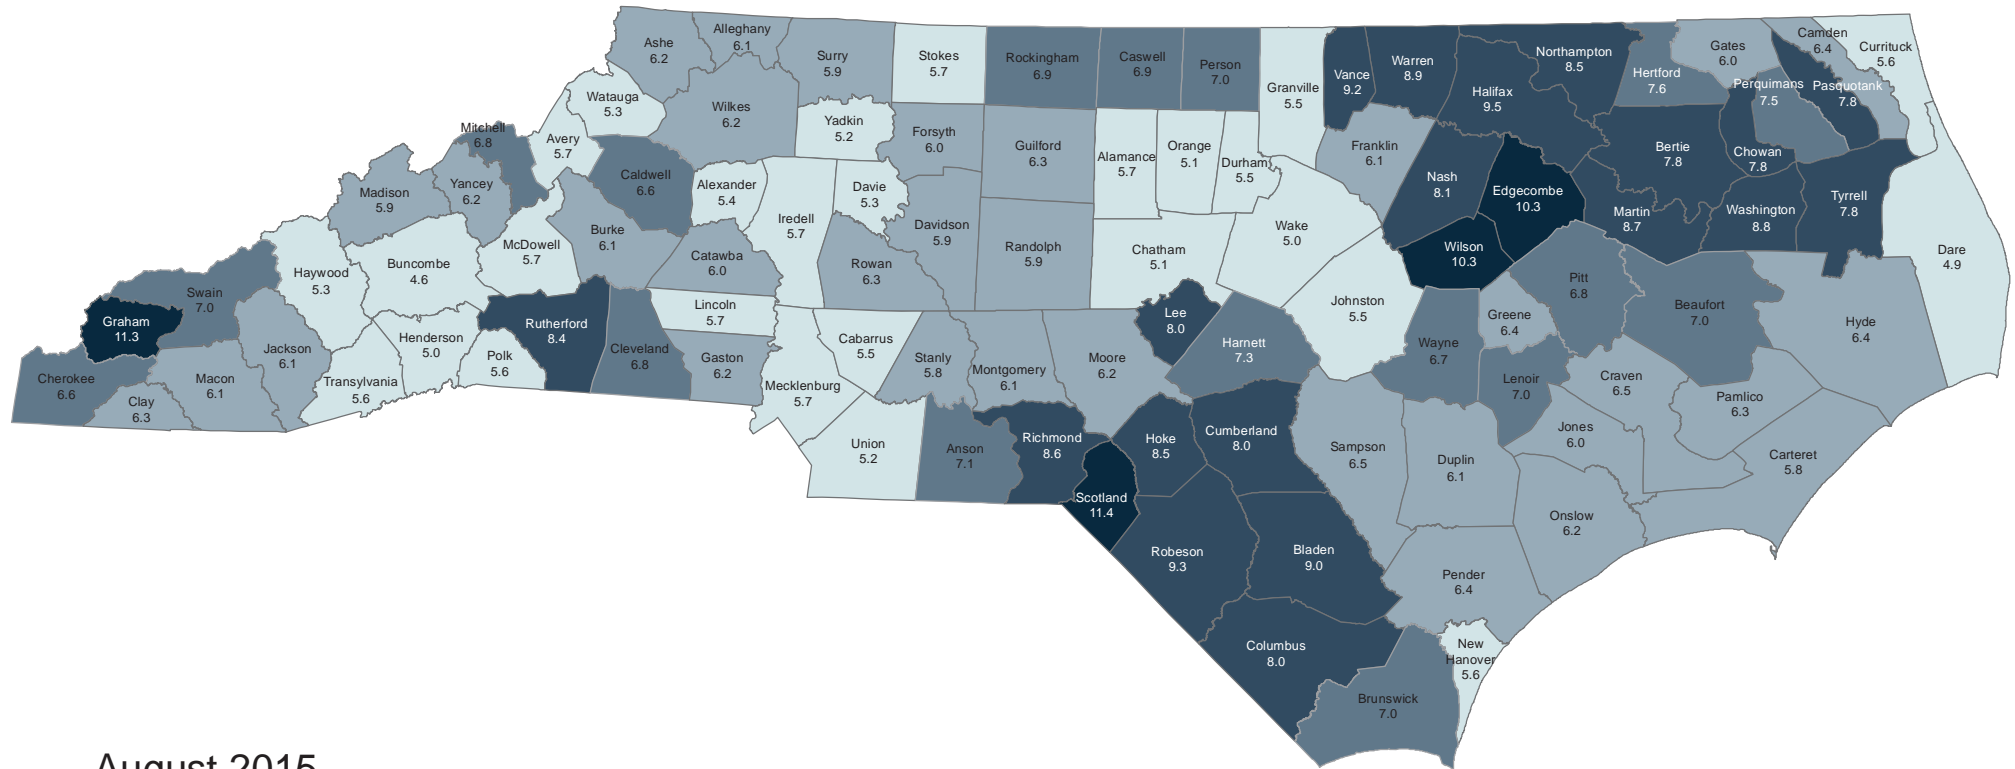 Alleghany
6.1
Ashe
6.2
Surry
5.9
Stokes
5.7
Rockingham
6.9
Caswell
6.9
Person
7.0
Granville
5.5
Vance
9.2
Warren
8.9
Halifax
9.5
Northampton
8.5
Hertford
7.6
Gates
6.0
Camden
6.4
Currituck
5.6
Perquimans
7.5
Pasquotank
7.8
Watauga
5.3
Wilkes
6.2
Yadkin
5.2
Forsyth
6.0
Guilford
6.3
Alamance
5.7
Orange
5.1
Durham
5.5
Franklin
6.1
Nash
8.1
Edgecombe
10.3
Bertie
7.8
Chowan
7.8
Mitchell
6.8
Avery
5.7
Caldwell
6.6
Alexander
5.4
Iredell
5.7
Davie
5.3
Davidson
5.9
Randolph
5.9
Chatham
5.1
Wake
5.0
Wilson
10.3
Martin
8.7
Washington
8.8
Tyrrell
7.8
Dare
4.9
Madison
5.9
Yancey
6.2
McDowell
5.7
Burke
6.1
Catawba
6.0
Rowan
6.3
Haywood
5.3
Buncombe
4.6
Swain
7.0
Graham
11.3
Rutherford
8.4
Lincoln
5.7
Cleveland
6.8
Gaston
6.2
Cabarrus
5.5
Stanly
5.8
Montgomery
6.1
Moore
6.2
Lee
8.0
Harnett
7.3
Johnston
5.5
Wayne
6.7
Greene
6.4
Pitt
6.8
Beaufort
7.0
Hyde
6.4
Lenoir
7.0
Craven
6.5
Pamlico
6.3
Cherokee
6.6
Clay
6.3
Macon
6.1
Jackson
6.1
Transylvania
5.6
Henderson
5.0
Polk
5.6
Mecklenburg
5.7
Union
5.2
Anson
7.1
Richmond
8.6
Scotland
11.4
Hoke
8.5
Cumberland
8.0
Sampson
6.5
Duplin
6.1
Jones
6.0
Carteret
5.8
Onslow
6.2
Robeson
9.3
Bladen
9.0
Pender
6.4
Columbus
8.0
New
Hanover
5.6
Brunswick
7.0
August 2015